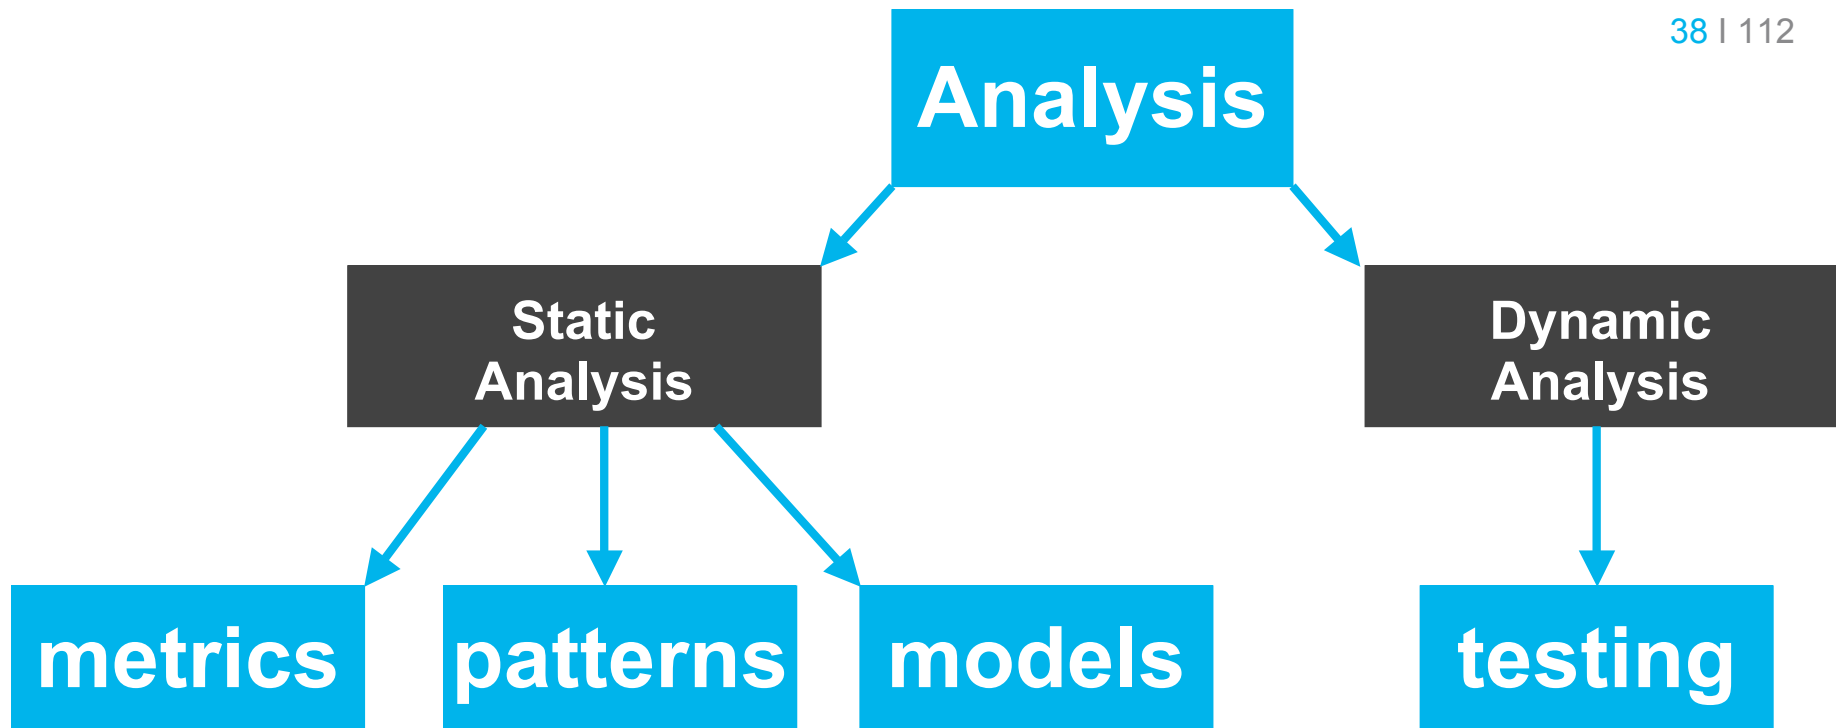 38 | 112
Analysis
Static
Analysis
Dynamic
Analysis
metrics
patterns
models
testing